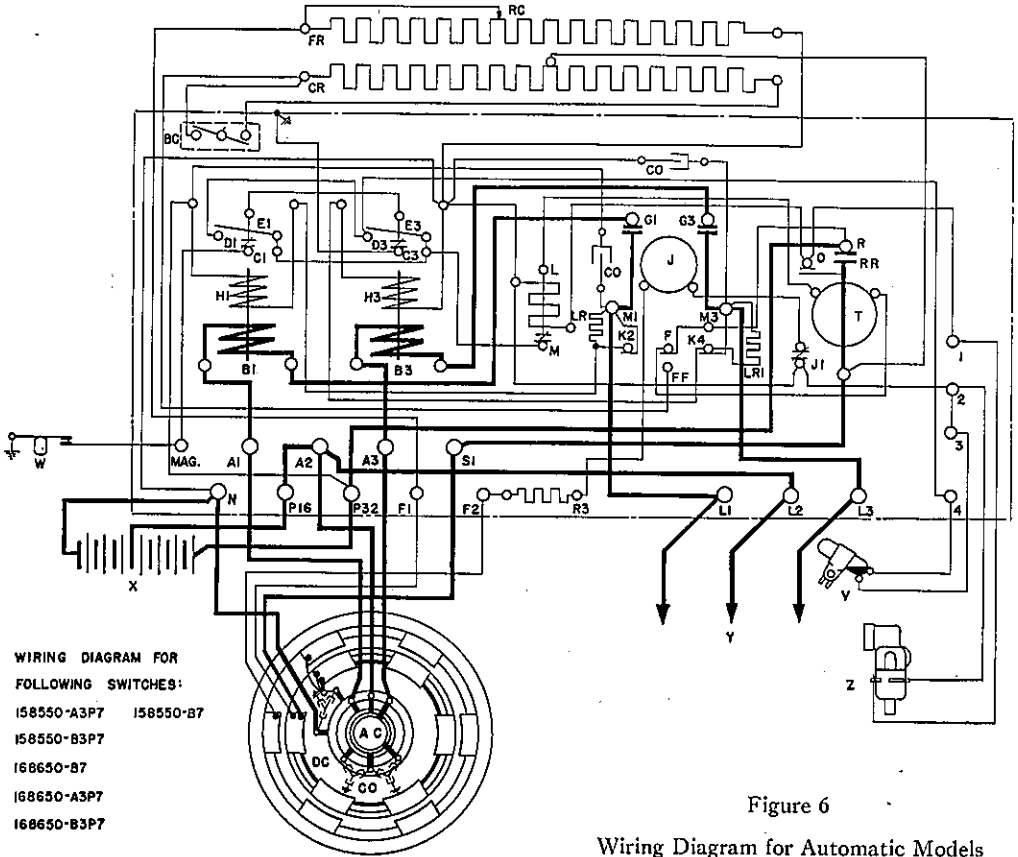 RC
FR
CR
BC
CO
E1
E3
D1
C1
D3
C3
G1
G3
J
O
R
RR
H1
H3
L
CO
LR
M1
M3
T
K2
F
K4
M
J1
B1
B3
FF
LR1
1
2
3
W
MAG.
A1
A2
A3
S1
N
P16
P32
F1
F2
R3
L1
L2
L3
4
X
Y
V
Z
AC
DC
CO
WIRING DIAGRAM FOR
FOLLOWING SWITCHES:
158550-A3P7 158550-B7
158550-B3P7
168650-B7
168650-A3P7
168650-B3P7
Figure 6
Wiring Diagram for Automatic Models